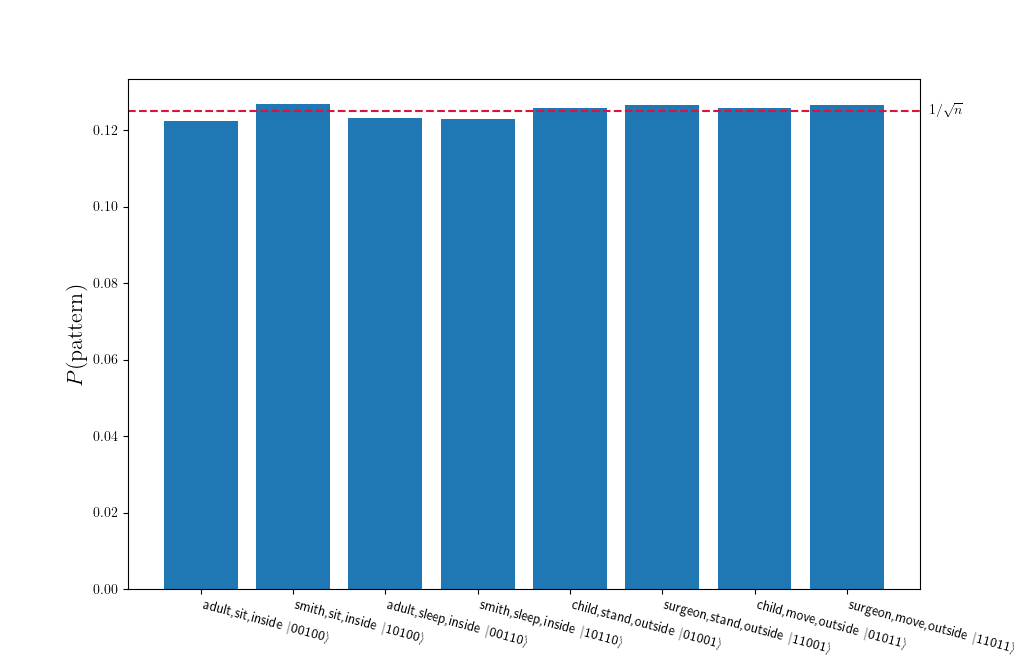 1/√n
0.12
0.10
0.08
0.06
0.04
0.02
0.00
P(pattern)
adult,sit,inside |00100⟩
smith,sit,inside |10100⟩
adult,sleep,inside |00110⟩
smith,sleep,inside |10110⟩
child,stand,outside |01001⟩
surgeon,stand,outside |11001⟩
child,move,outside |01011⟩
surgeon,move,outside |11011⟩